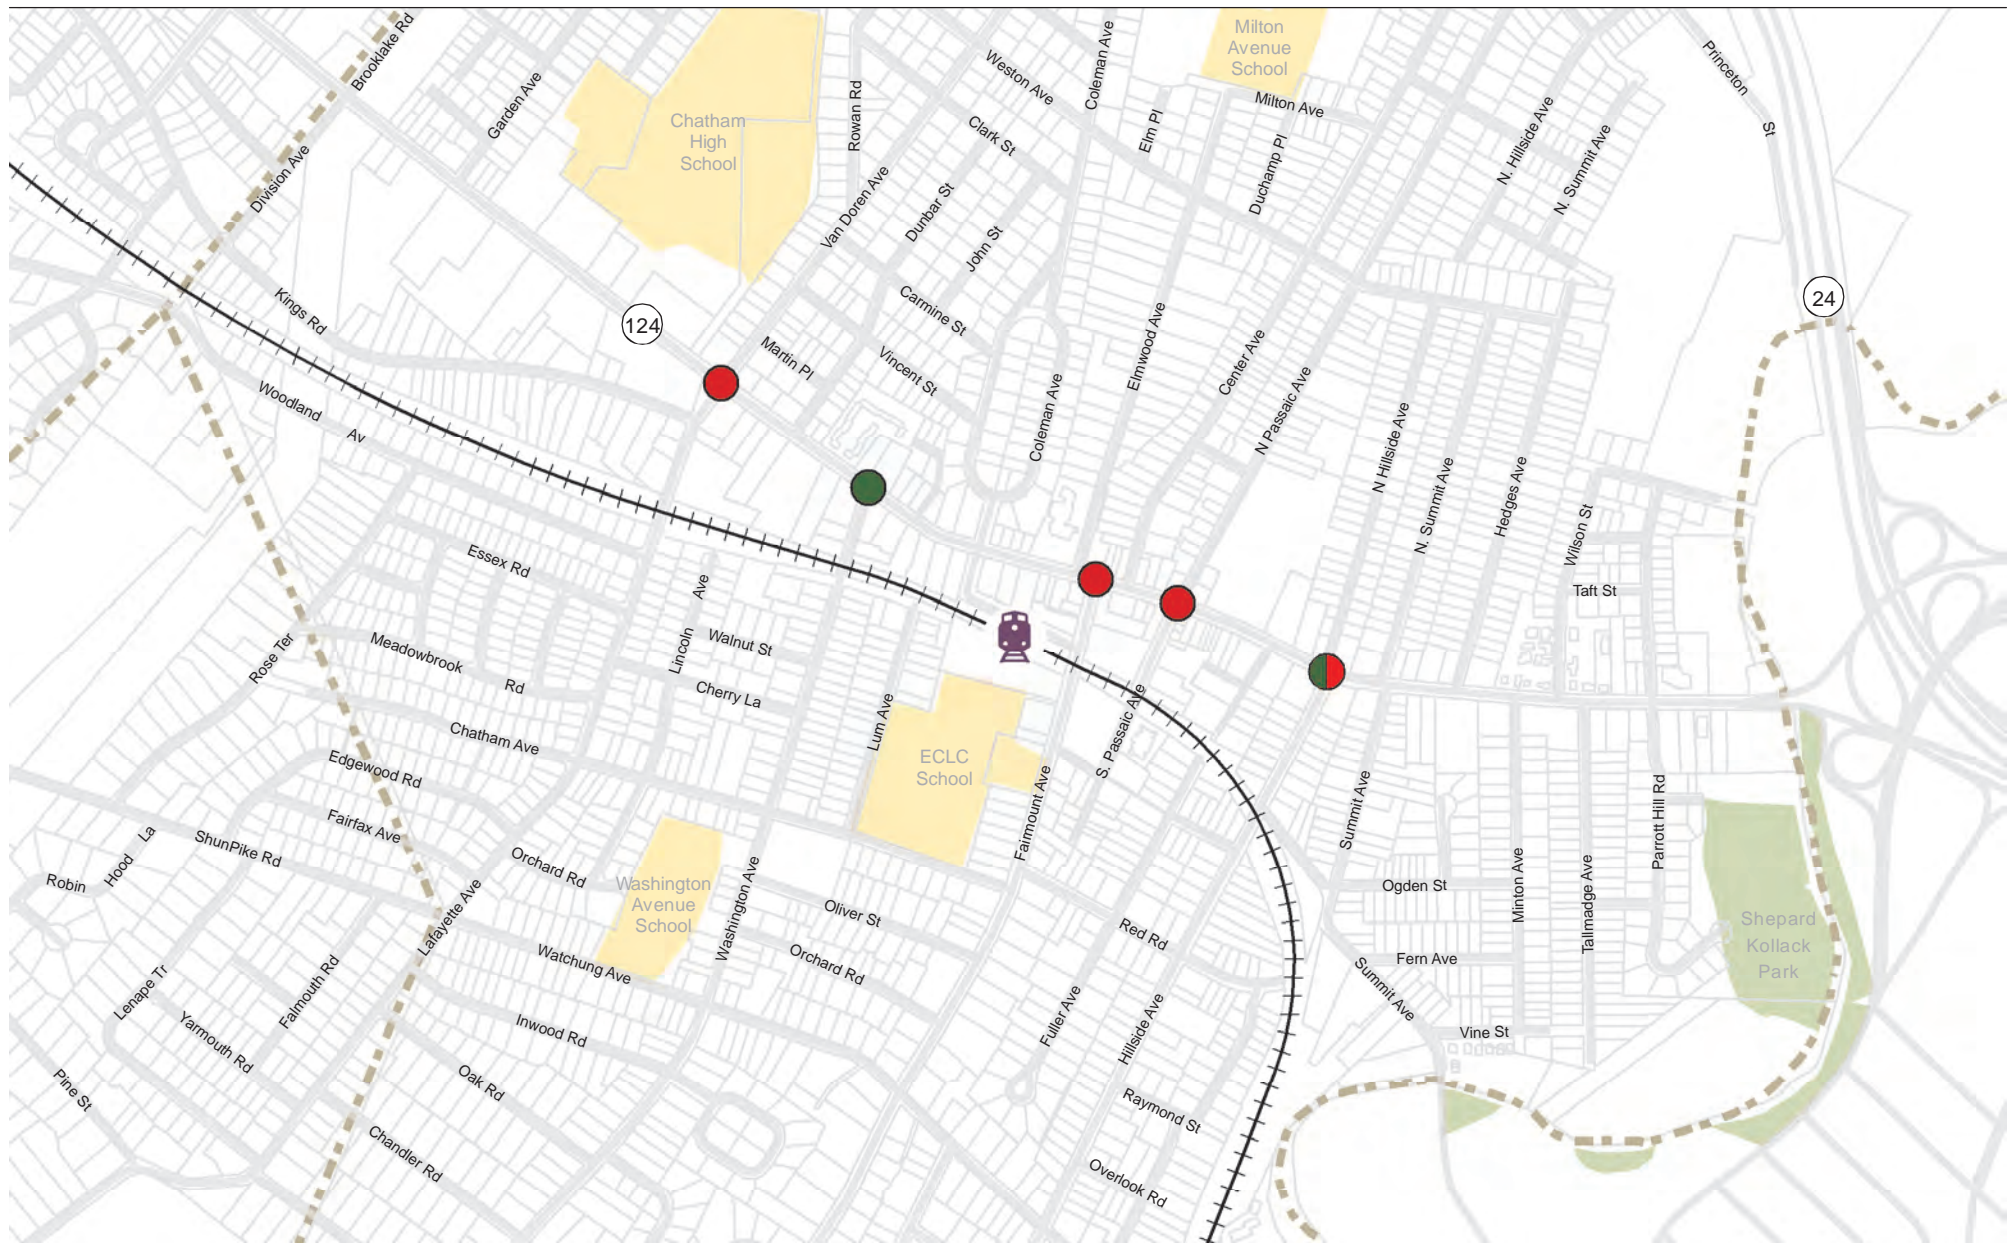 Brooklake Rd
Garden Ave
Chatham
High
School
Rowan Rd
Weston Ave
Coleman Ave
Milton
Avenue
School
Milton Ave
Princeton
St
Division Ave
Clark St
Elm Pl
Duchamp Pl
N. Hillside Ave
N. Summit Ave
Van Doren Ave
Dunbar St
John St
Kings Rd
124
Carmine St
24
Martin Pl
Vincent St
Elmwood Ave
Center Ave
N Passaic Ave
Woodland
Av
Coleman Ave
N Hillside Ave
N. Summit Ave
Hedges Ave
Wilson St
Essex Rd
Taft St
Lincoln
Ave
Walnut St
Rose Ter
Meadowbrook
Rd
Cherry La
Lum Ave
S. Passaic Ave
Chatham Ave
ECLC
School
Edgewood Rd
Fairmount Ave
Summit Ave
Parrott Hill Rd
Fairfax Ave
ShunPike Rd
Robin
Hood
La
Orchard Rd
Washington
Avenue
School
Washington Ave
Oliver St
Ogden St
Minton Ave
Tallmadge Ave
Shepard
Kollack
Park
Lafayette Ave
Watchung Ave
Orchard Rd
Red Rd
Fern Ave
Summit Ave
Lenape Tr
Falmouth Rd
Yarmouth Rd
Inwood Rd
Fuller Ave
Hillside Ave
Vine St
Pine St
Oak Rd
Raymond St
Chandler Rd
Overlook Rd